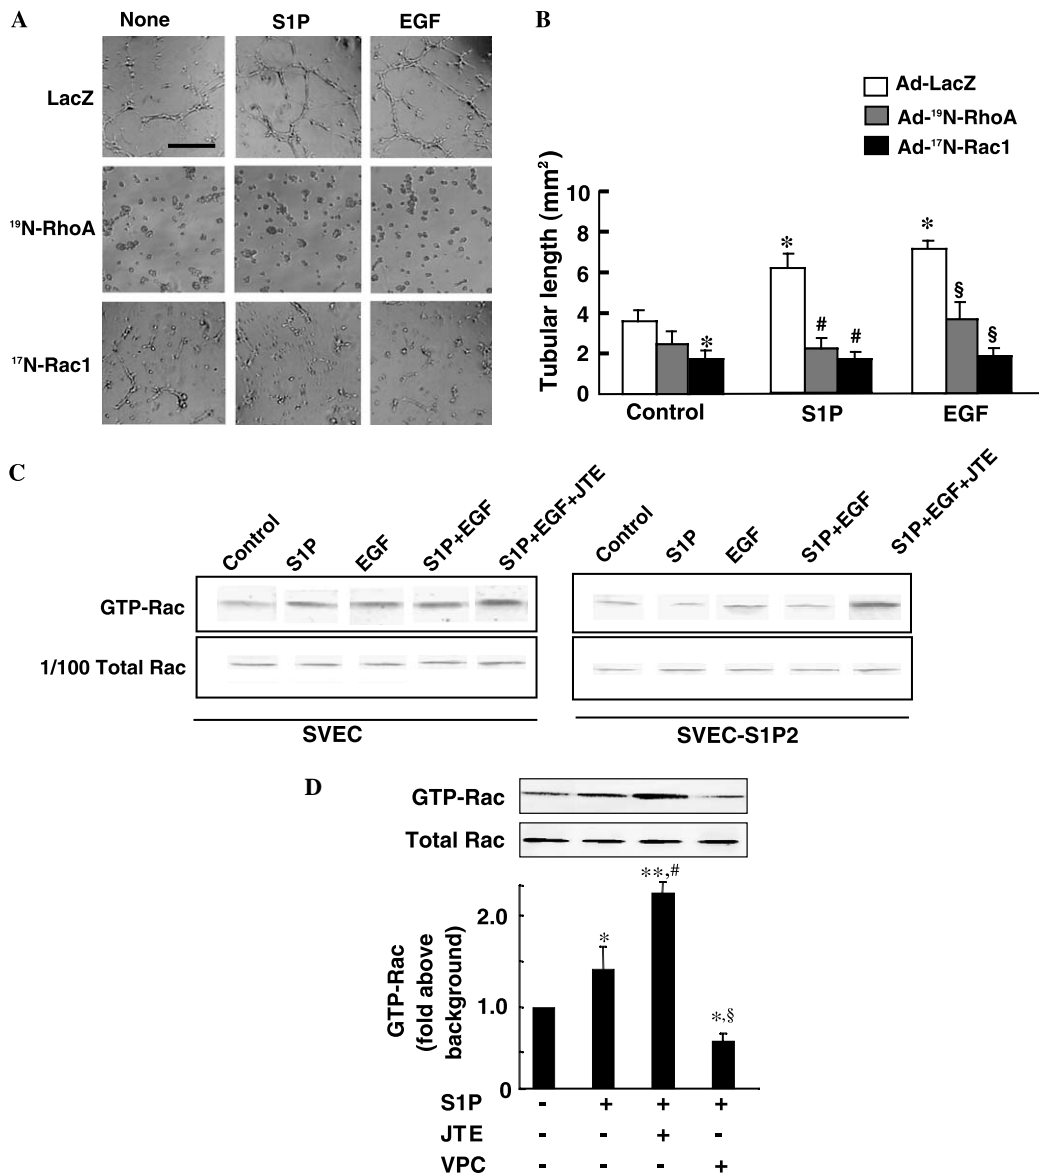 A
None
S1P
EGF
LacZ
¹⁹N-RhoA
¹⁷N-Rac1
B
Ad-LacZ
Ad-¹⁹N-RhoA
Ad-¹⁷N-Rac1
Tubular length (mm²)
10
8
6
4
2
0
*
*
#
#
*
§
§
Control
S1P
EGF
C
Control
S1P
EGF
S1P+EGF
S1P+EGF+JTE
Control
S1P
EGF
S1P+EGF
S1P+EGF+JTE
GTP-Rac
1/100 Total Rac
SVEC
SVEC-S1P2
D
GTP-Rac
Total Rac
GTP-Rac
(fold above
background)
2.0
1.0
0
*
**,#
*,§
S1P - + + +
JTE - - + -
VPC - - - +